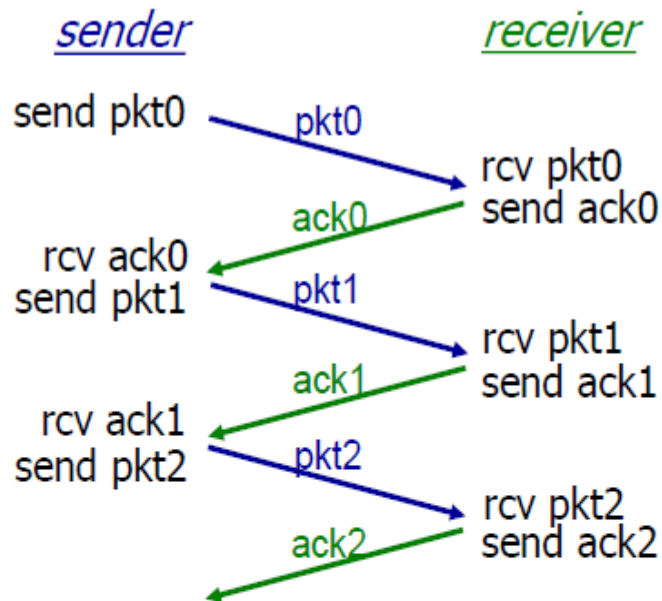 sender
receiver
send pkt0
pkt0
rcv pkt0
send ack0
ack0
rcv ack0
send pkt1
pkt1
rcv pkt1
send ack1
ack1
rcv ack1
send pkt2
pkt2
rcv pkt2
send ack2
ack2